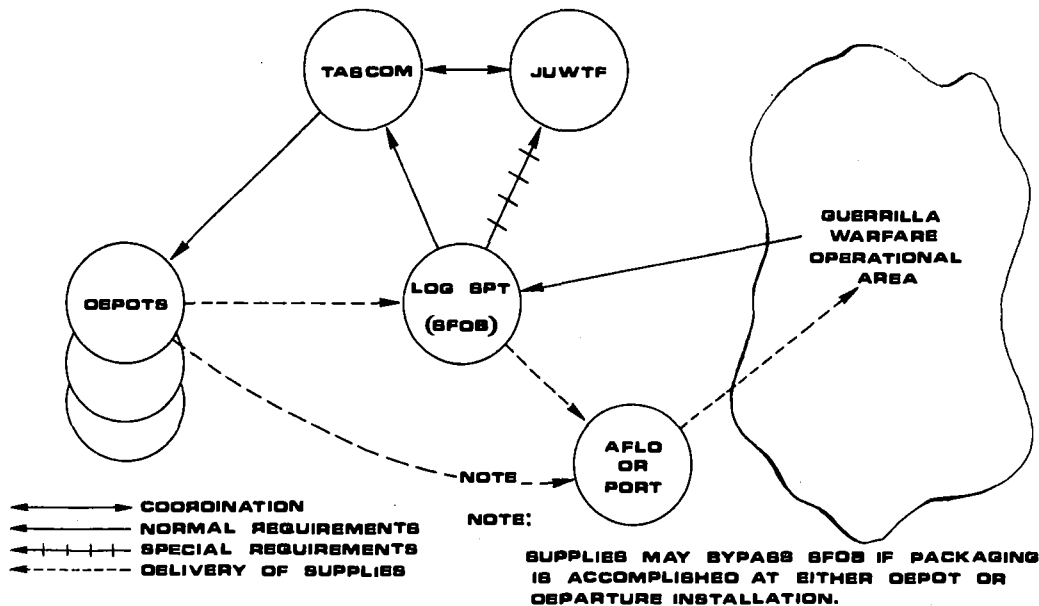 TASCOM
JUWTF
GUERRILLA
WARFARE
OPERATIONAL
AREA
DEPOTS
LOG SPT
(SFOB)
AFLD
OR
PORT
NOTE
COORDINATION
NORMAL REQUIREMENTS
SPECIAL REQUIREMENTS
DELIVERY OF SUPPLIES
NOTE:
SUPPLIES MAY BYPASS SFOB IF PACKAGING
IS ACCOMPLISHED AT EITHER DEPOT OR
DEPARTURE INSTALLATION.